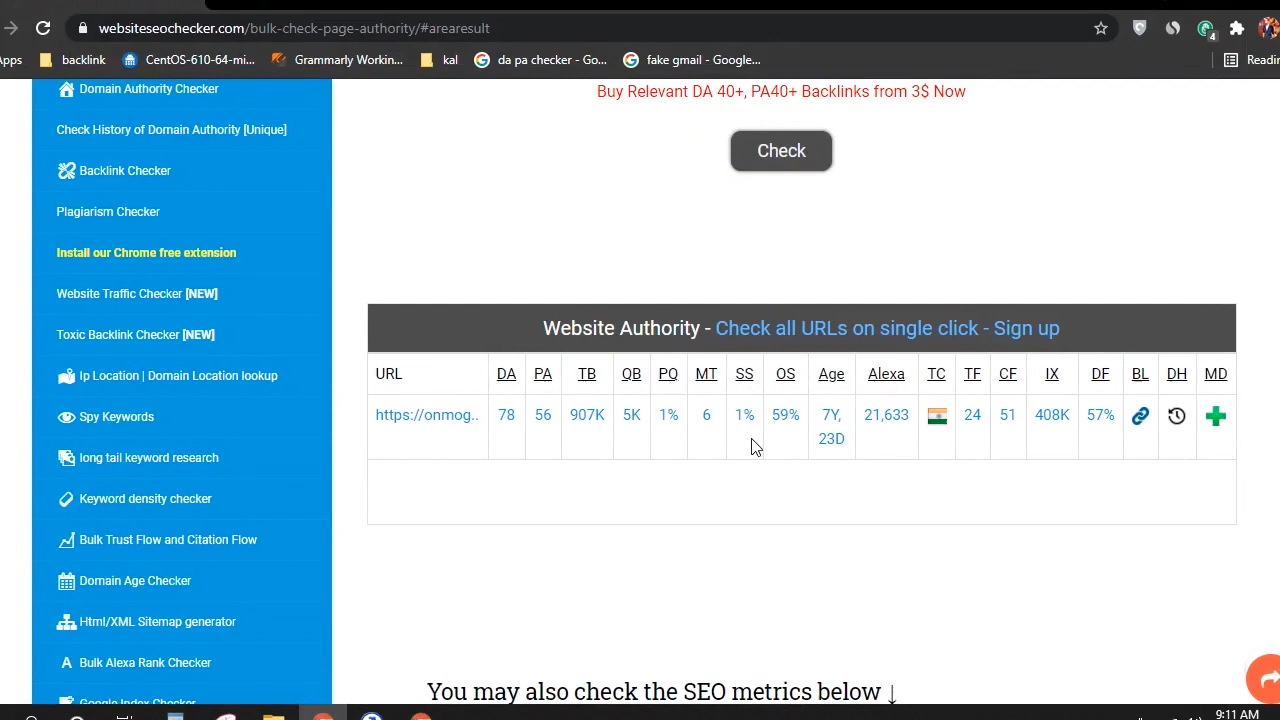 websiteseochecker.com/bulk-check-page-authority/#arearesult
4
Apps backlink CentOS-610-64-mi... Grammarly Workin... kal da pa checker - Go... fake gmail - Google... Readin
Domain Authority Checker
Check History of Domain Authority [Unique]
Backlink Checker
Plagiarism Checker
Install our Chrome free extension
Website Traffic Checker [NEW]
Toxic Backlink Checker [NEW]
Ip Location | Domain Location lookup
Spy Keywords
long tail keyword research
Keyword density checker
Bulk Trust Flow and Citation Flow
Domain Age Checker
Html/XML Sitemap generator
A Bulk Alexa Rank Checker
Google Index Checker
Buy Relevant DA 40+, PA40+ Backlinks from 3$ Now
Check
Website Authority - Check all URLs on single click - Sign up
URL DA PA TB QB PQ MT SS OS Age Alexa TC TF CF IX DF BL DH MD
https://onmog.. 78 56 907K 5K 1% 6 1% 59% 7Y, 21,633 24 51 408K 57%
23D
You may also check the SEO metrics below ↓
9:11 AM